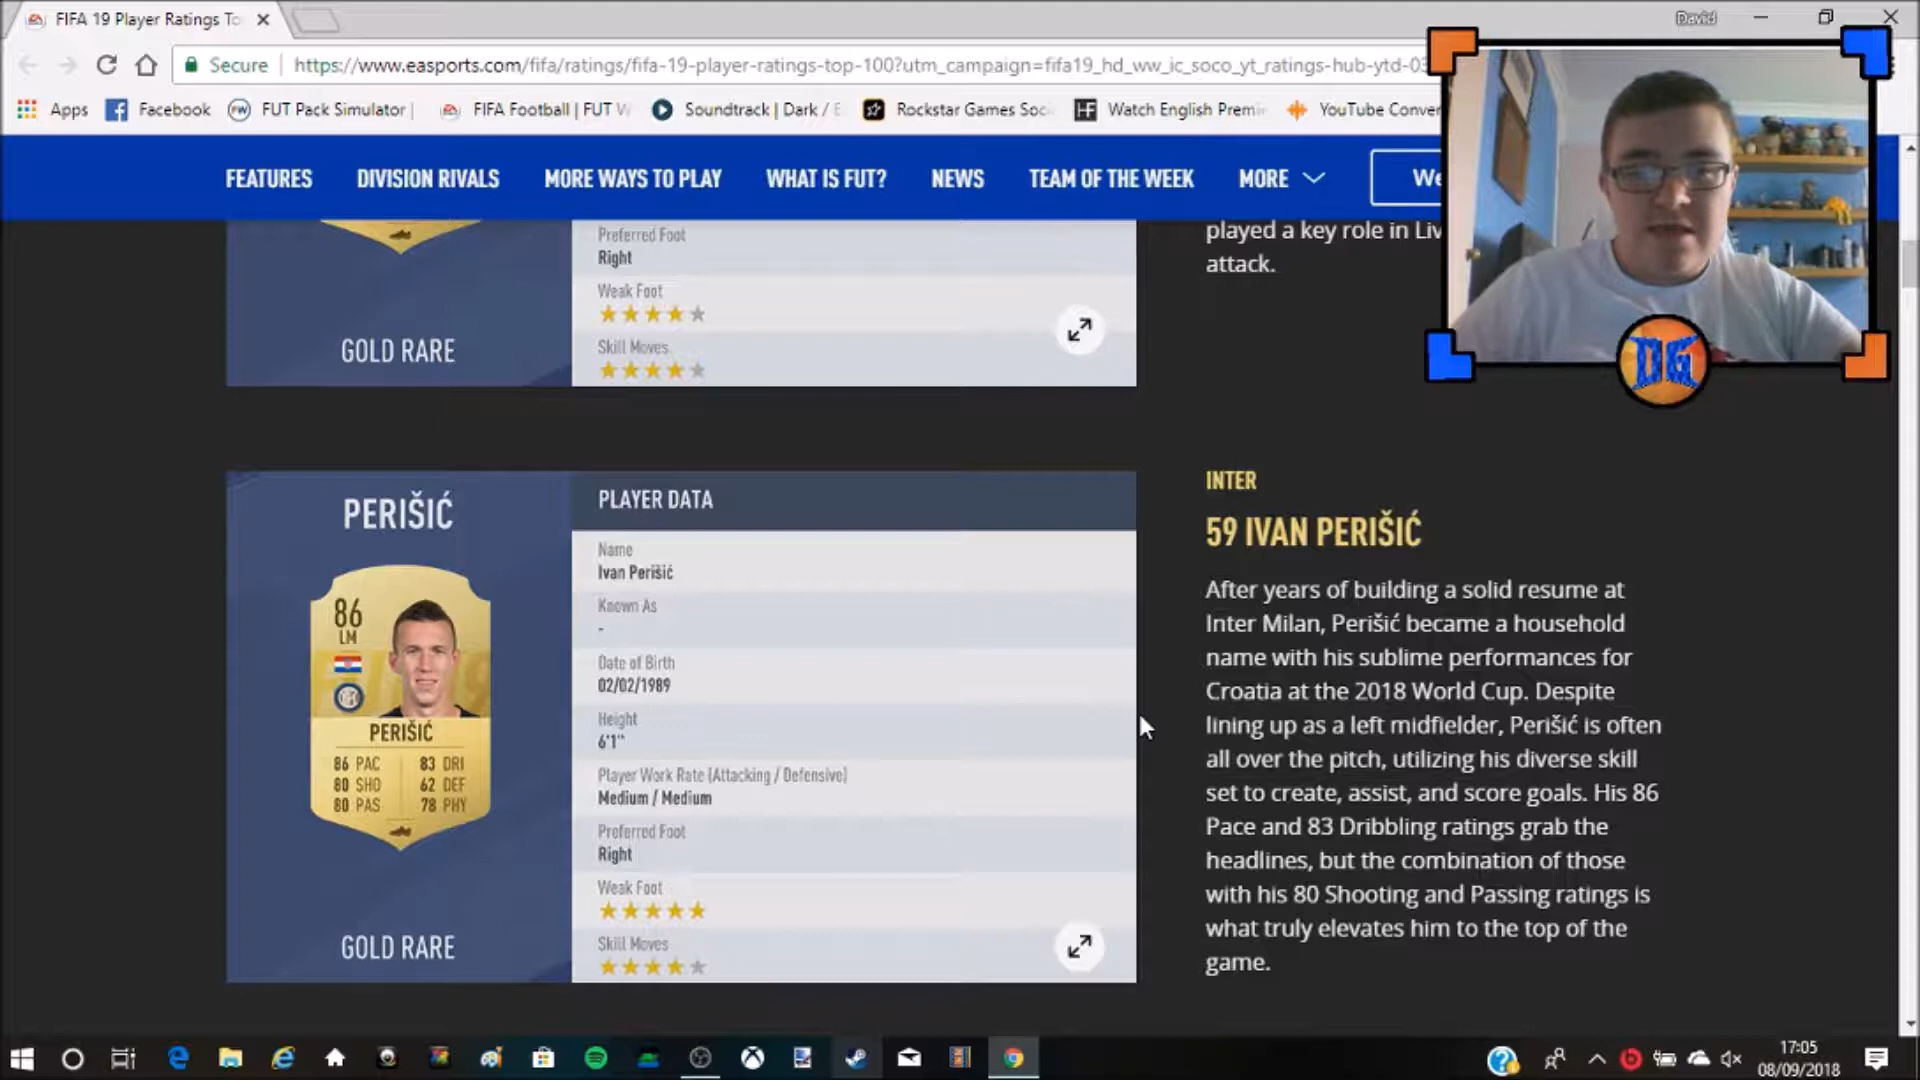 FIFA 19 Player Ratings To
David
Secure | https://www.easports.com/fifa/ratings/fifa-19-player-ratings-top-100?utm_campaign=fifa19_hd_ww_ic_soco_yt_ratings-hub-ytd-03
Apps Facebook FUT Pack Simulator | FIFA Football | FUT W Soundtrack | Dark / E Rockstar Games Soc HF Watch English Premi YouTube Conver
FEATURES DIVISION RIVALS MORE WAYS TO PLAY WHAT IS FUT? NEWS TEAM OF THE WEEK MORE We
GOLD RARE
Preferred Foot
Right
Weak Foot
Skill Moves
played a key role in Liv
attack.
DG
PERIŠIĆ
86
LM
PERIŠIĆ
86 PAC 83 DRI
80 SHO 62 DEF
80 PAS 78 PHY
GOLD RARE
PLAYER DATA
Name
Ivan Perišić
Known As
-
Date of Birth
02/02/1989
Height
6'1"
Player Work Rate (Attacking / Defensive)
Medium / Medium
Preferred Foot
Right
Weak Foot
Skill Moves
INTER
59 IVAN PERIŠIĆ
After years of building a solid resume at
Inter Milan, Perišić became a household
name with his sublime performances for
Croatia at the 2018 World Cup. Despite
lining up as a left midfielder, Perišić is often
all over the pitch, utilizing his diverse skill
set to create, assist, and score goals. His 86
Pace and 83 Dribbling ratings grab the
headlines, but the combination of those
with his 80 Shooting and Passing ratings is
what truly elevates him to the top of the
game.
17:05
08/09/2018